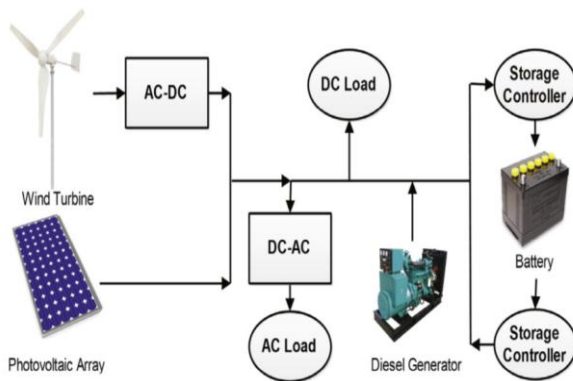 AC-DC
DC Load
Storage
Controller
Wind Turbine
DC-AC
Battery
AC Load
Photovoltaic Array
Diesel Generator
Storage
Controller